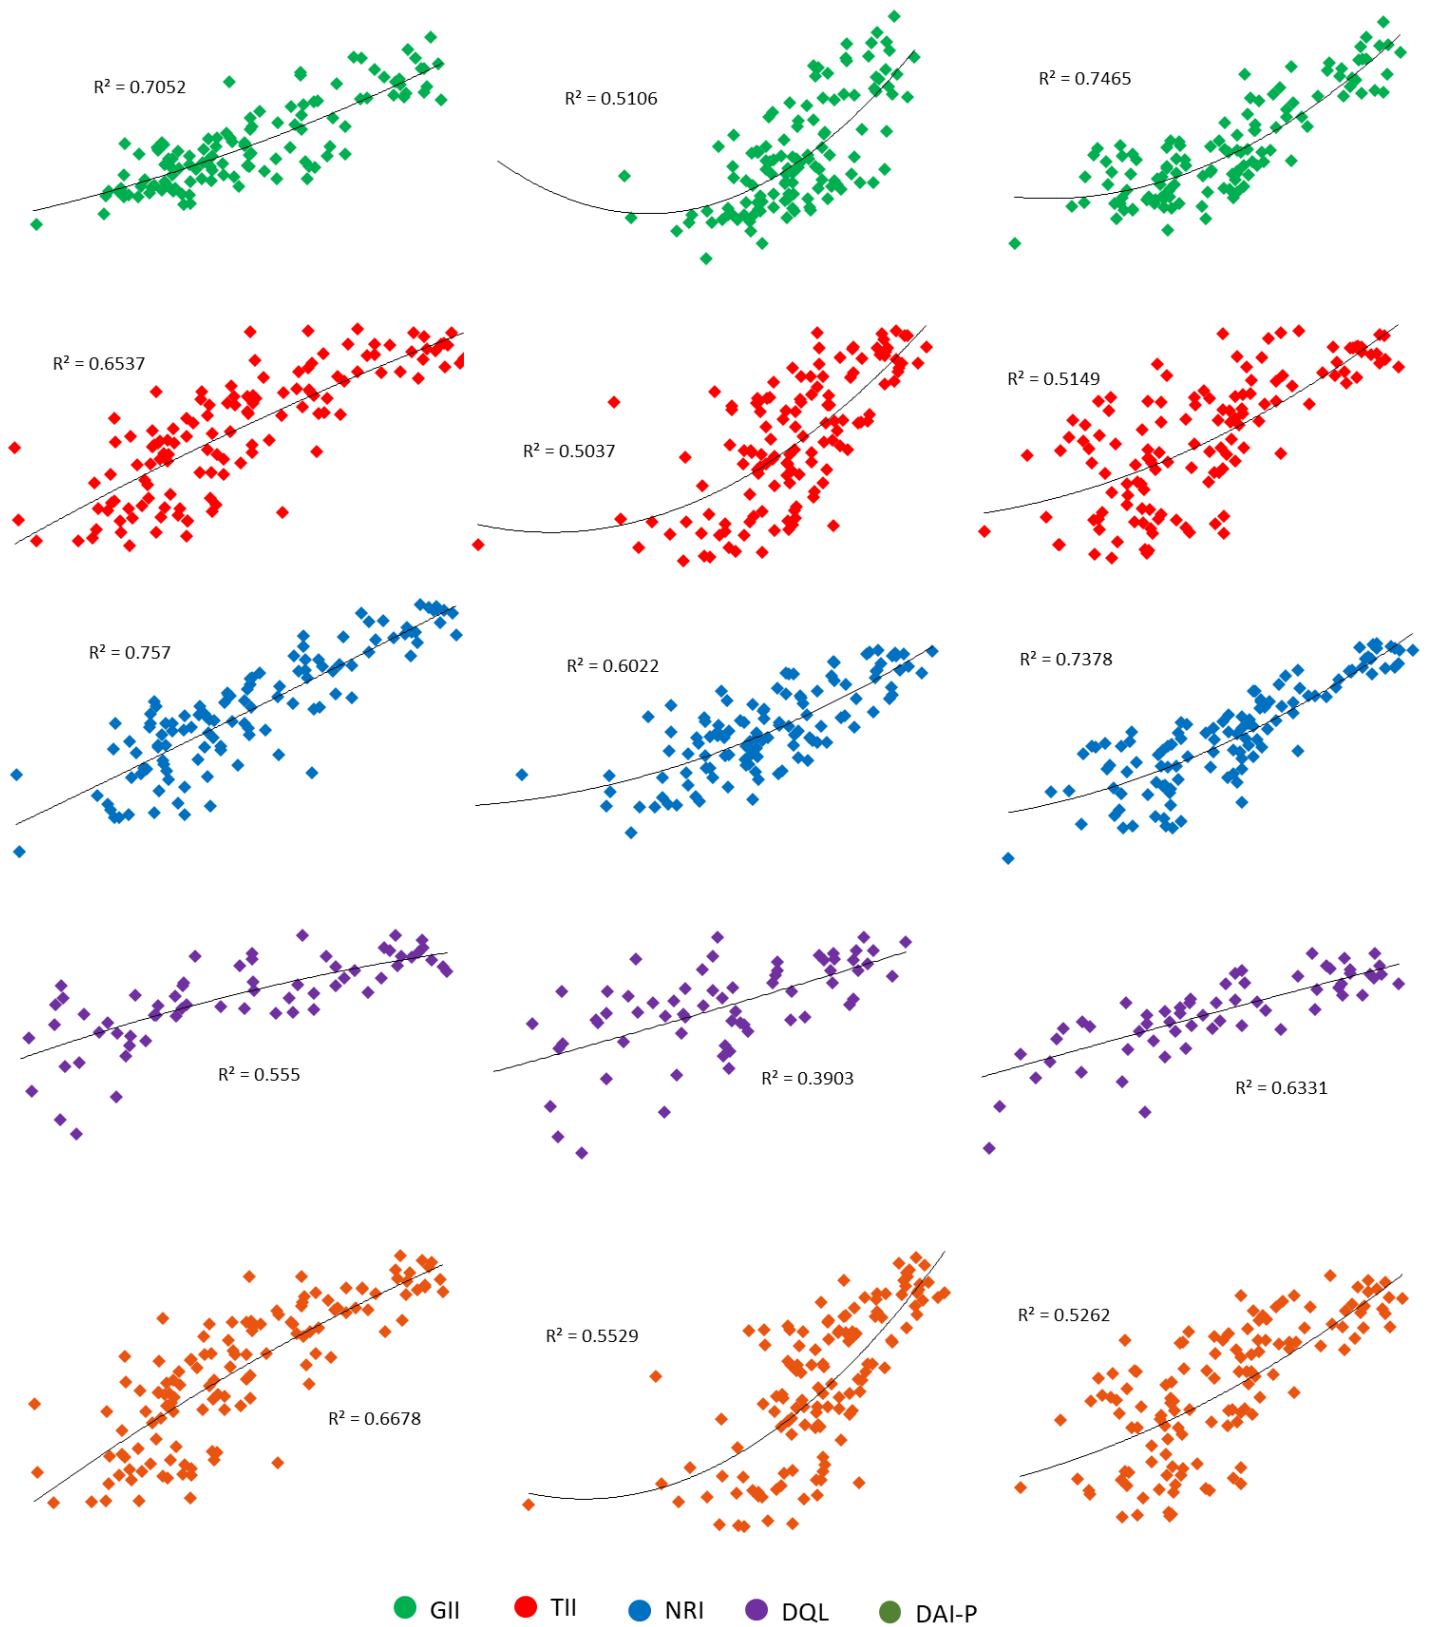 R² = 0.7052
R² = 0.5106
R² = 0.7465
R² = 0.6537
R² = 0.5037
R² = 0.5149
R² = 0.757
R² = 0.6022
R² = 0.7378
R² = 0.555
R² = 0.3903
R² = 0.6331
R² = 0.6678
R² = 0.5529
R² = 0.5262
GII TII NRI DQL DAI-P